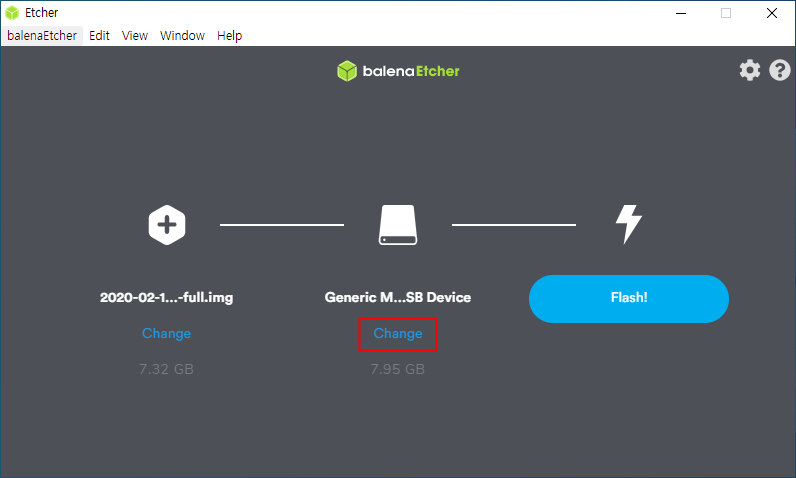 Etcher
balenaEtcher Edit View Window Help
balenaEtcher
2020-02-1...-full.img
Generic M...SB Device
Flash!
Change
Change
7.32 GB
7.95 GB